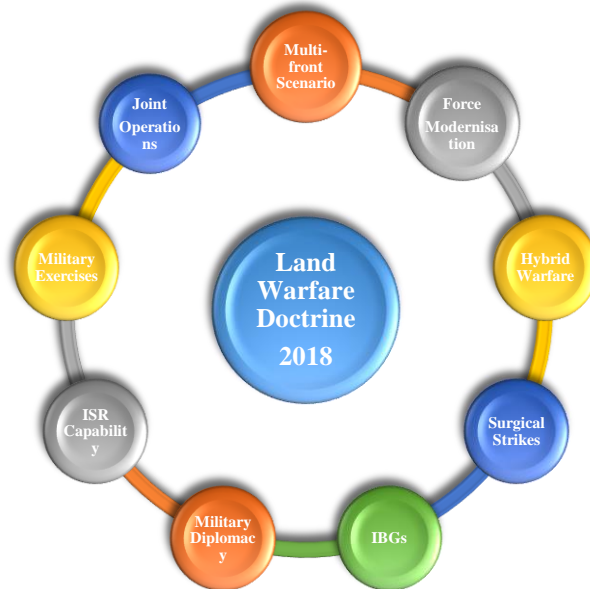 Multi-
front
Scenario
Force
Modernisa
tion
Hybrid
Warfare
Surgical
Strikes
IBGs
Military
Diplomac
y
ISR
Capabilit
y
Military
Exercises
Joint
Operatio
ns
Land
Warfare
Doctrine
2018